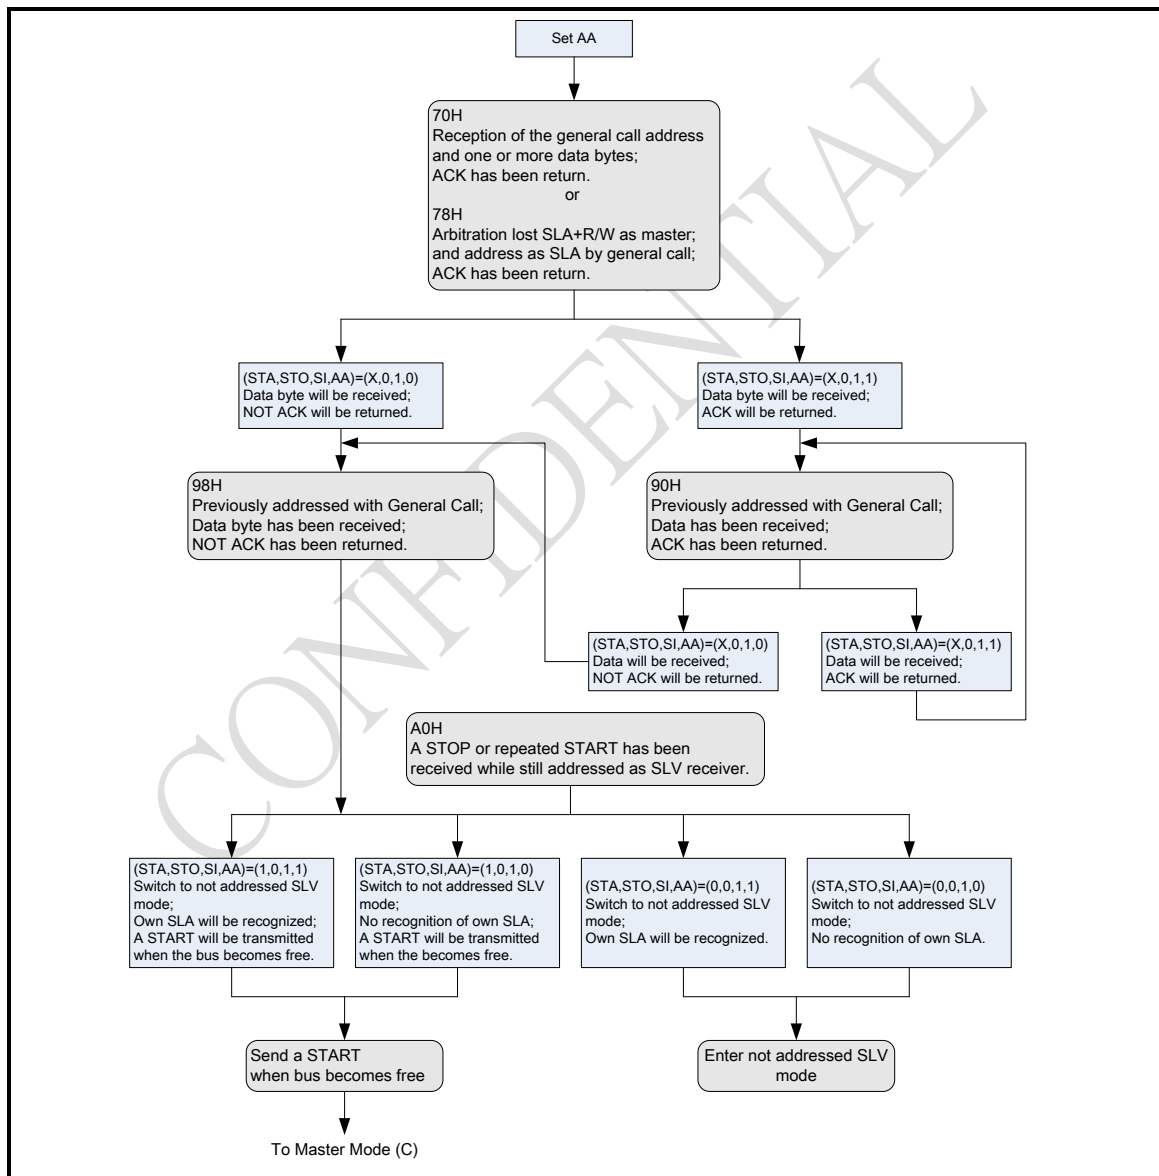 Set AA
70H
Reception of the general call address
and one or more data bytes;
ACK has been return.
or
78H
Arbitration lost SLA+R/W as master;
and address as SLA by general call;
ACK has been return.
(STA,STO,SI,AA)=(X,0,1,0)
Data byte will be received;
NOT ACK will be returned.
(STA,STO,SI,AA)=(X,0,1,1)
Data byte will be received;
ACK will be returned.
98H
Previously addressed with General Call;
Data byte has been received;
NOT ACK has been returned.
90H
Previously addressed with General Call;
Data has been received;
ACK has been returned.
(STA,STO,SI,AA)=(X,0,1,0)
Data will be received;
NOT ACK will be returned.
(STA,STO,SI,AA)=(X,0,1,1)
Data will be received;
ACK will be returned.
A0H
A STOP or repeated START has been
received while still addressed as SLV receiver.
(STA,STO,SI,AA)=(1,0,1,1)
Switch to not addressed SLV
mode;
Own SLA will be recognized;
A START will be transmitted
when the bus becomes free.
(STA,STO,SI,AA)=(1,0,1,0)
Switch to not addressed SLV
mode;
No recognition of own SLA;
A START will be transmitted
when the becomes free.
(STA,STO,SI,AA)=(0,0,1,1)
Switch to not addressed SLV
mode;
Own SLA will be recognized.
(STA,STO,SI,AA)=(0,0,1,0)
Switch to not addressed SLV
mode;
No recognition of own SLA.
Send a START
when bus becomes free
Enter not addressed SLV
mode
To Master Mode (C)
CONFIDENTIAL